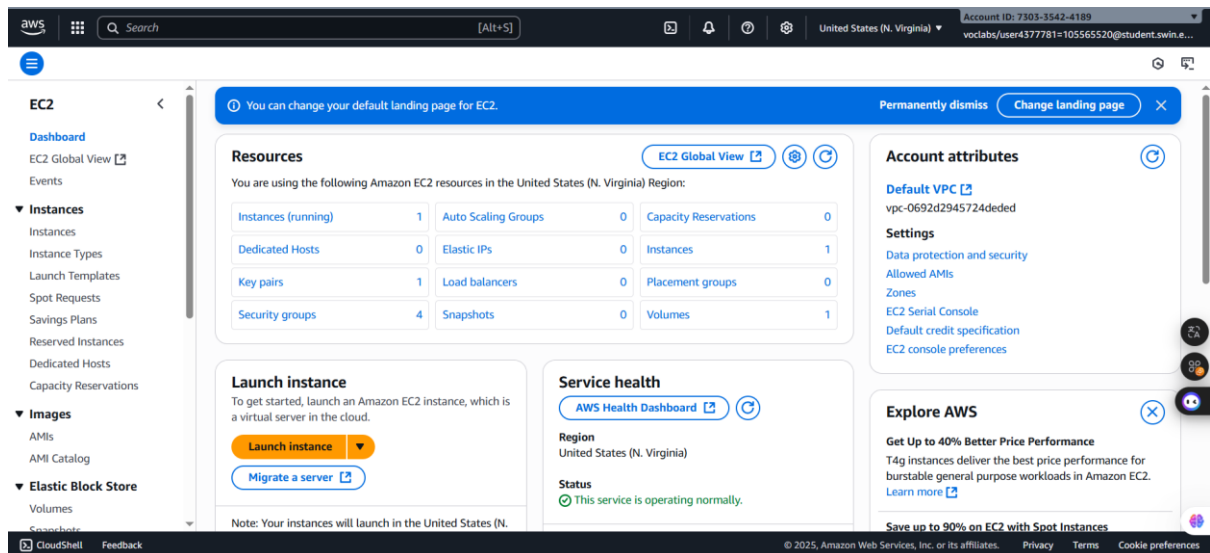 aws
Search [Alt+S]
United States (N. Virginia)
Account ID: 7303-3542-4189
voclabs/user4377781=105565520@student.swin.e...
EC2
Dashboard
EC2 Global View
Events
Instances
Instances
Instance Types
Launch Templates
Spot Requests
Savings Plans
Reserved Instances
Dedicated Hosts
Capacity Reservations
Images
AMIs
AMI Catalog
Elastic Block Store
Volumes
Snapshots
You can change your default landing page for EC2.
Permanently dismiss
Change landing page
Resources
EC2 Global View
You are using the following Amazon EC2 resources in the United States (N. Virginia) Region:
Instances (running) 1 Auto Scaling Groups 0 Capacity Reservations 0
Dedicated Hosts 0 Elastic IPs 0 Instances 1
Key pairs 1 Load balancers 0 Placement groups 0
Security groups 4 Snapshots 0 Volumes 1
Launch instance
To get started, launch an Amazon EC2 instance, which is
a virtual server in the cloud.
Launch instance
Migrate a server
Note: Your instances will launch in the United States (N.
Service health
AWS Health Dashboard
Region
United States (N. Virginia)
Status
This service is operating normally.
Account attributes
Default VPC
vpc-0692d2945724deded
Settings
Data protection and security
Allowed AMIs
Zones
EC2 Serial Console
Default credit specification
EC2 console preferences
Explore AWS
Get Up to 40% Better Price Performance
T4g instances deliver the best price performance for
burstable general purpose workloads in Amazon EC2.
Learn more
Save up to 90% on EC2 with Spot Instances
CloudShell Feedback
© 2025, Amazon Web Services, Inc. or its affiliates. Privacy Terms Cookie preferences